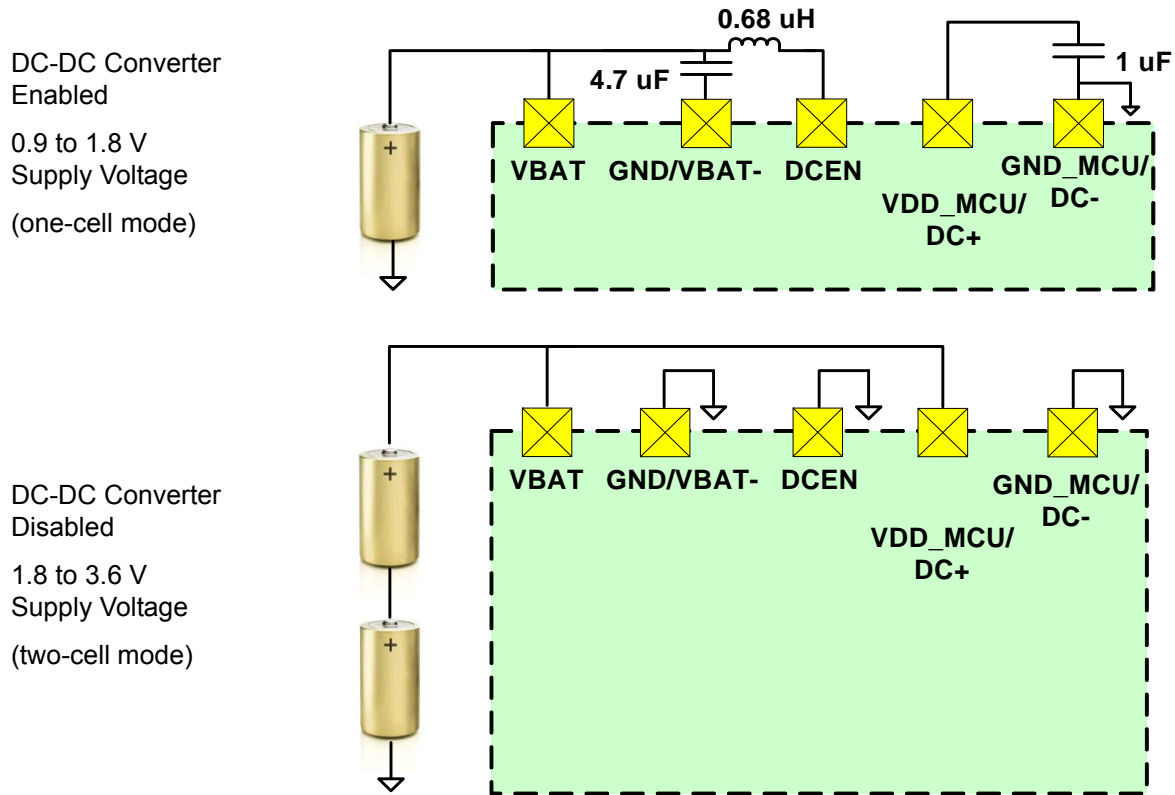 DC-DC Converter
Enabled
0.9 to 1.8 V
Supply Voltage
(one-cell mode)
0.68 uH
4.7 uF
1 uF
+
VBAT
GND/VBAT-
DCEN
VDD_MCU/
DC+
GND_MCU/
DC-
DC-DC Converter
Disabled
1.8 to 3.6 V
Supply Voltage
(two-cell mode)
+
+
VBAT
GND/VBAT-
DCEN
VDD_MCU/
DC+
GND_MCU/
DC-